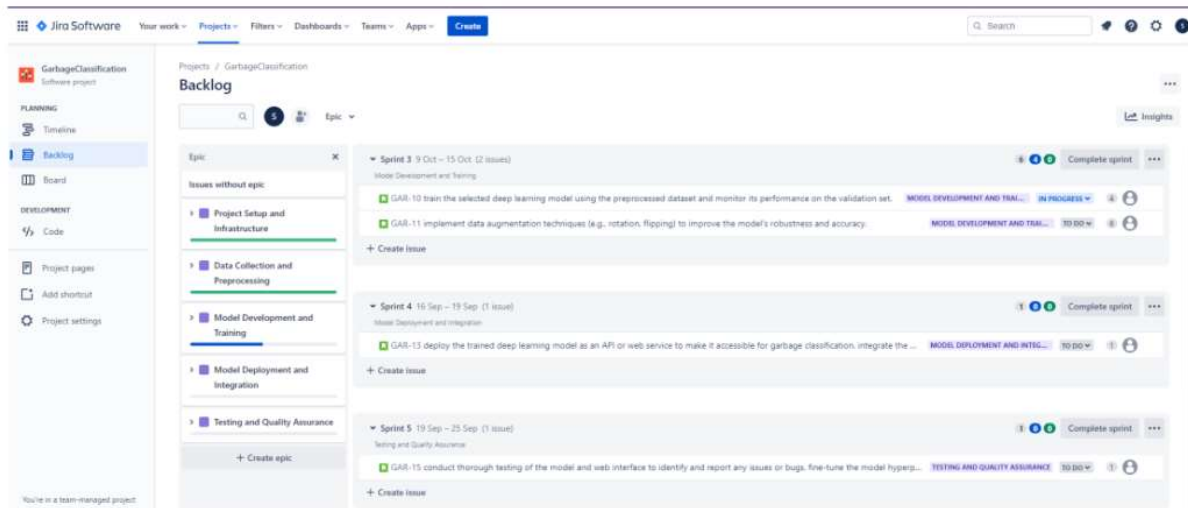 Jira Software Your work Projects Filters Dashboards Teams Apps Create Search S
GarbageClassification
Software project
PLANNING
Timeline
Backlog
Board
DEVELOPMENT
Code
Project pages
Add shortcut
Project settings
You're in a team-managed project
Projects / GarbageClassification
Backlog
S Epic Insights
Epic
Issues without epic
Project Setup and
Infrastructure
Data Collection and
Preprocessing
Model Development and
Training
Model Deployment and
Integration
Testing and Quality Assurance
+ Create epic
Sprint 3 9 Oct – 15 Oct (2 issues) Complete sprint
Model Development and Training
GAR-10 train the selected deep learning model using the preprocessed dataset and monitor its performance on the validation set. MODEL DEVELOPMENT AND TRAI... IN PROGRESS
GAR-11 implement data augmentation techniques (e.g., rotation, flipping) to improve the model's robustness and accuracy. MODEL DEVELOPMENT AND TRAI... TO DO
+ Create issue
Sprint 4 16 Sep – 19 Sep (1 issue) 1 0 0 Complete sprint
Model Deployment and Integration
GAR-13 deploy the trained deep learning model as an API or web service to make it accessible for garbage classification. integrate the ... MODEL DEPLOYMENT AND INTEG... TO DO 1
+ Create issue
Sprint 5 19 Sep – 25 Sep (1 issue) 1 0 0 Complete sprint
Testing and Quality Assurance
GAR-15 conduct thorough testing of the model and web interface to identify and report any issues or bugs. fine-tune the model hyperp... TESTING AND QUALITY ASSURANCE TO DO 1
+ Create issue